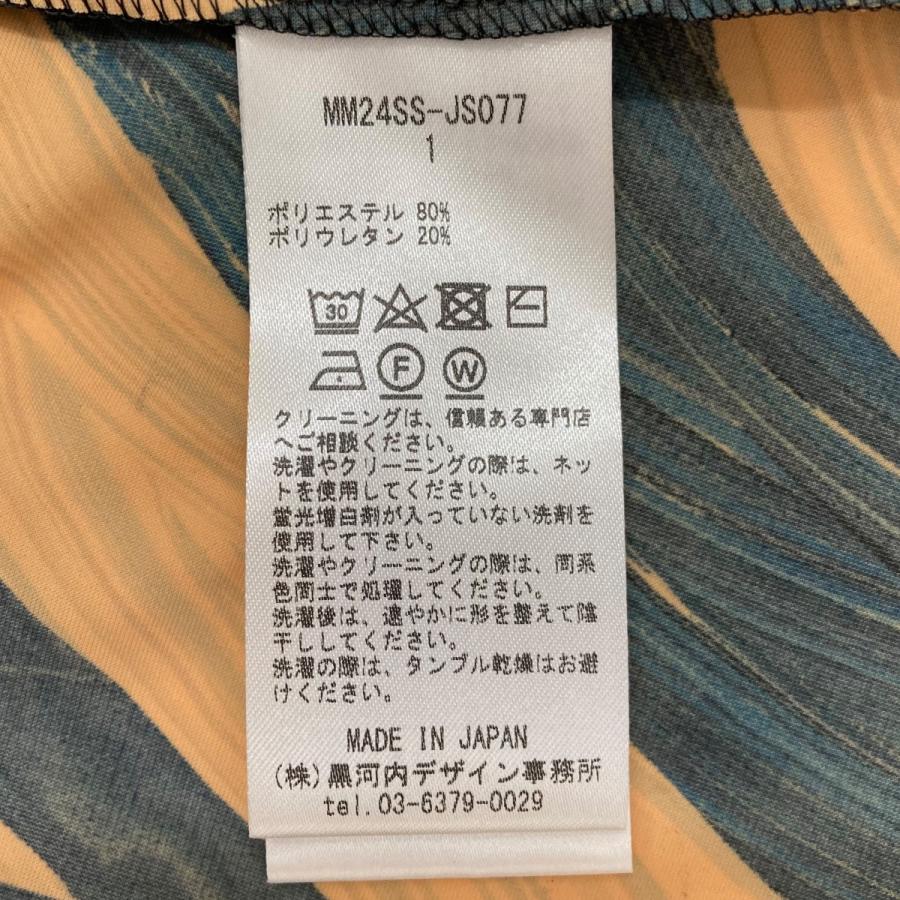 MM24SS-JS077
1
ポリエステル 80%
ポリウレタン 20%
30
F W
クリーニングは、信頼ある専門店
へご相談ください。
洗濯やクリーニングの際は、ネッ
トを使用してください。
蛍光増白剤が入っていない洗剤を
使用して下さい。
洗濯やクリーニングの際は、同系
色同士で処理してください。
洗濯後は、速やかに形を整えて陰
干ししてください。
洗濯の際は、タンブル乾燥はお避
けください。
MADE IN JAPAN
(株)黒河内デザイン事務所
tel.03-6379-0029